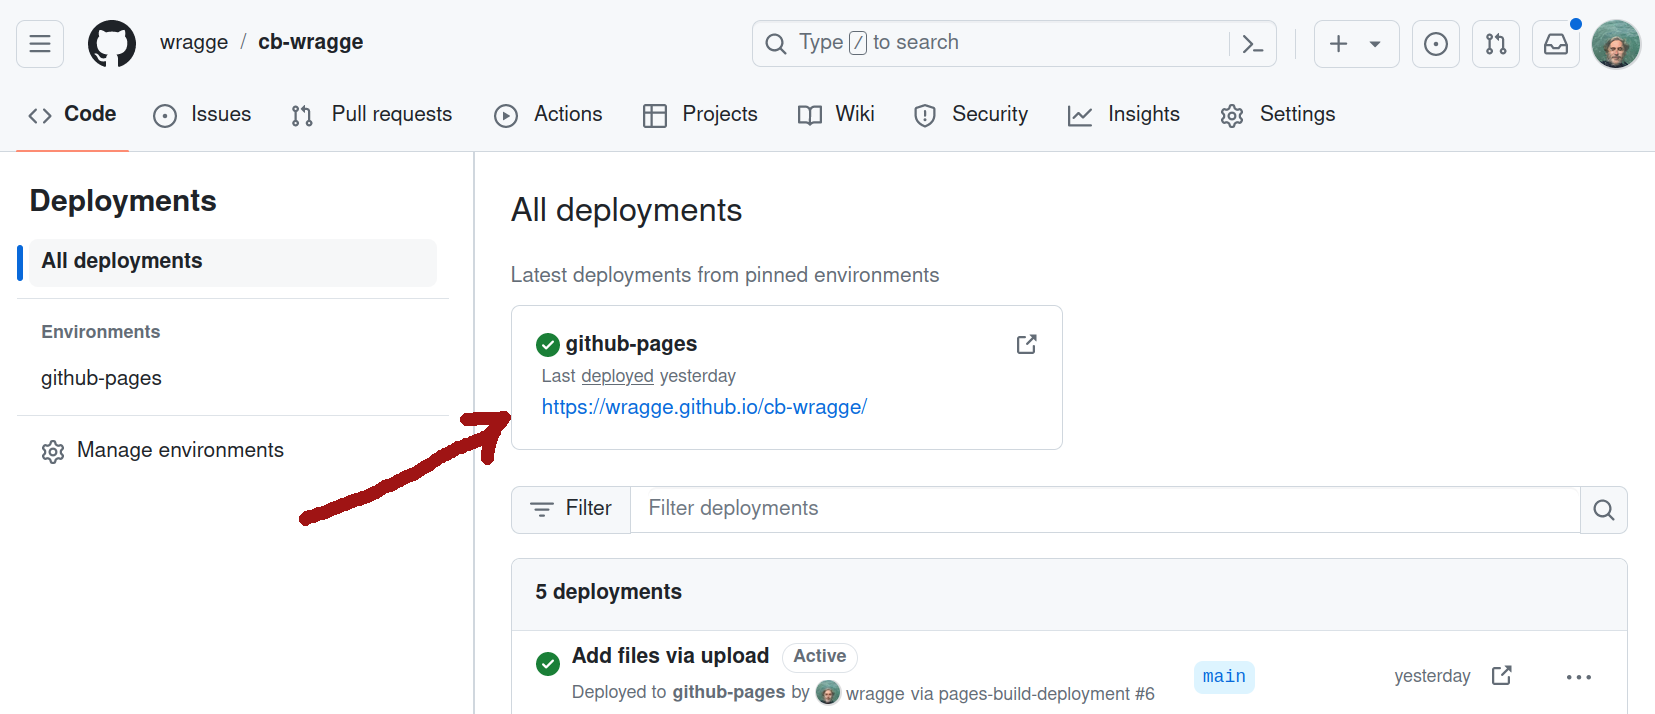 wragge / cb-wragge
Type / to search
Code Issues Pull requests Actions Projects Wiki Security Insights Settings
Deployments
All deployments
Environments
github-pages
Manage environments
All deployments
Latest deployments from pinned environments
github-pages
Last deployed yesterday
https://wragge.github.io/cb-wragge/
Filter Filter deployments
5 deployments
Add files via upload Active
Deployed to github-pages by wragge via pages-build-deployment #6
main
yesterday